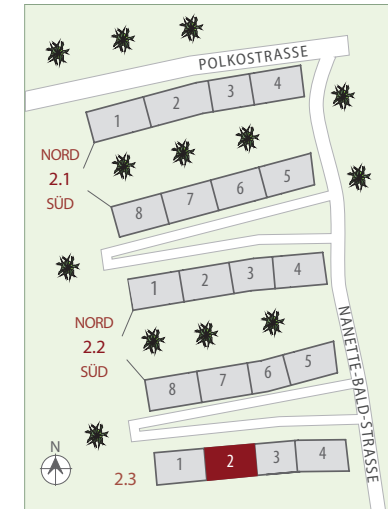 POLKOSTRASSE
1 2 3 4
NORD
2.1
SÜD
8 7 6 5
1 2 3 4
NORD
2.2
SÜD
8 7 6 5
NANETTE-BALD-STRASSE
N
2.3
1 2 3 4